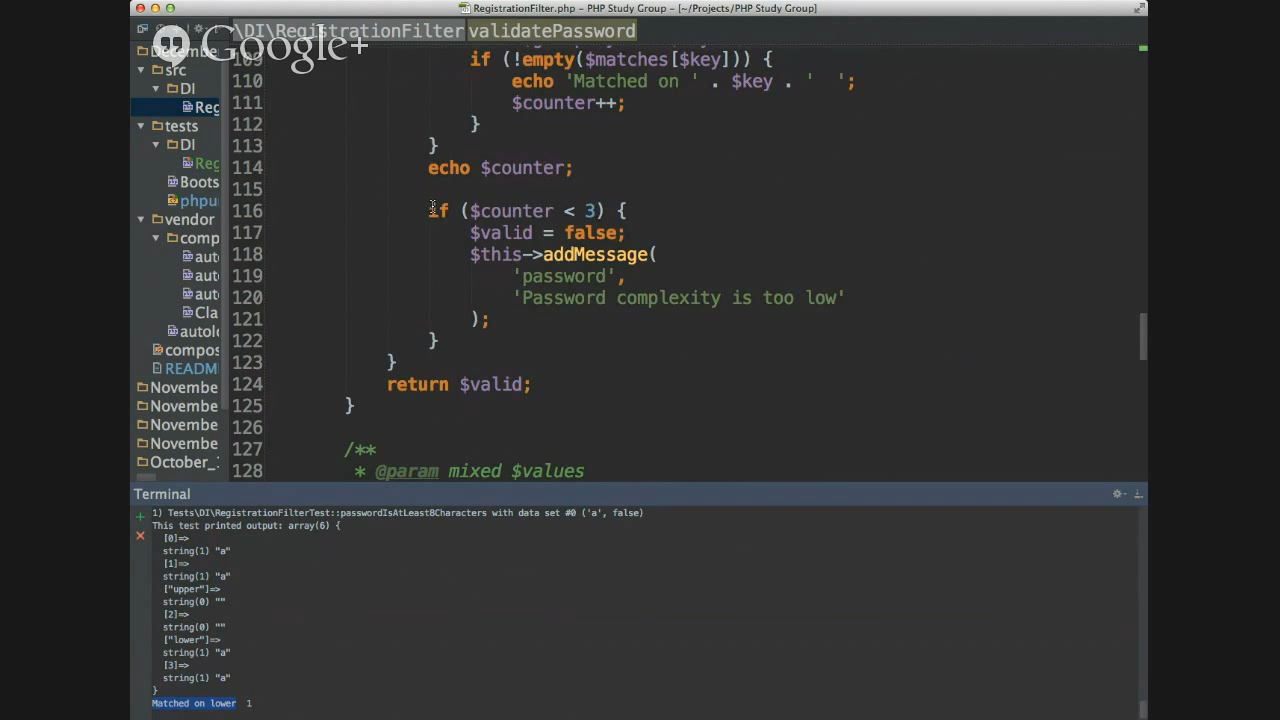 RegistrationFilter.php - PHP Study Group - [~/Projects/PHP Study Group]
Google+
\DI\RegistrationFilter validatePassword
Decembe
src
DI
Reg
tests
DI
Reg
Boots
phpu
vendor
comp
auto
auto
auto
Cla
autolo
compos
README
Novembe
Novembe
Novembe
Novembe
October_
109 if (!empty($matches[$key])) {
110 echo 'Matched on ' . $key . '  ';
111 $counter++;
112 }
113 }
114 echo $counter;
115
116 if ($counter < 3) {
117 $valid = false;
118 $this->addMessage(
119 'password',
120 'Password complexity is too low'
121 );
122 }
123 }
124 return $valid;
125 }
126
127 /**
128 * @param mixed $values
Terminal
1) Tests\DI\RegistrationFilterTest::passwordIsAtLeast8Characters with data set #0 ('a', false)
This test printed output: array(6) {
[0]=>
string(1) "a"
[1]=>
string(1) "a"
["upper"]=>
string(0) ""
[2]=>
string(0) ""
["lower"]=>
string(1) "a"
[3]=>
string(1) "a"
}
Matched on lower  1